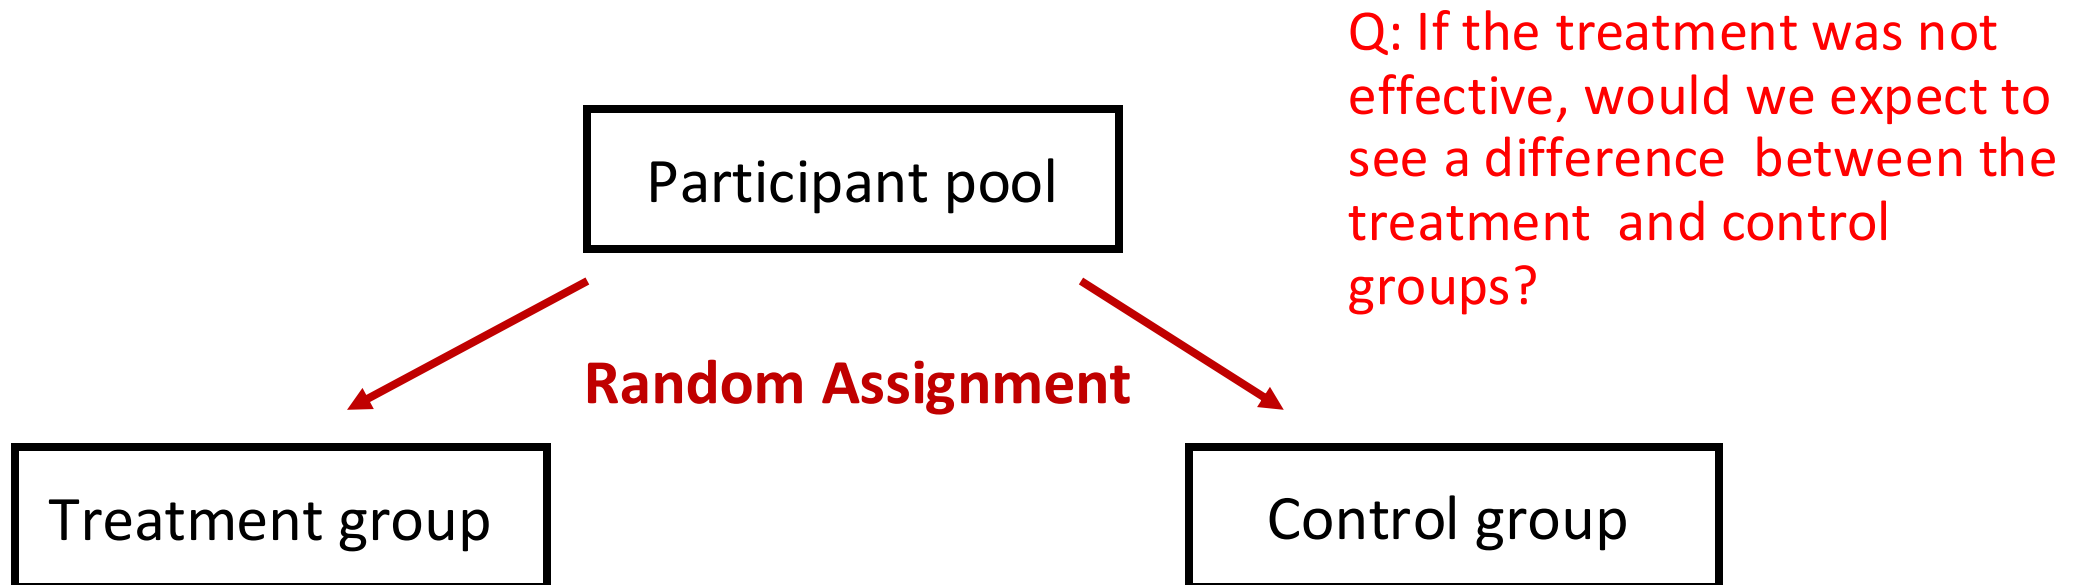 Q: If the treatment was not
effective, would we expect to
see a difference  between the
treatment  and control
groups?
Participant pool
Random Assignment
Treatment group
Control group